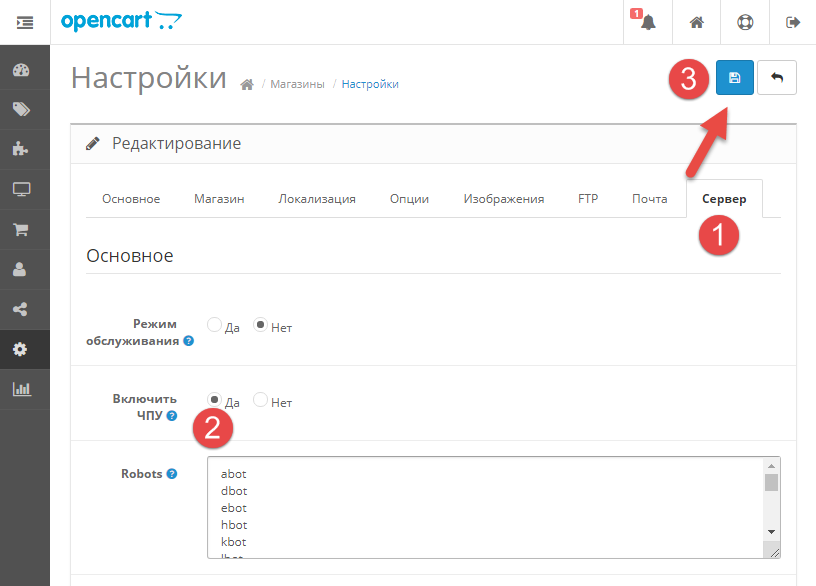 opencart
1
Настройки / Магазины / Настройки
3
Редактирование
Основное Магазин Локализация Опции Изображения FTP Почта Сервер
1
Основное
Режим
обслуживания ? Да Нет
Включить
ЧПУ ? Да Нет
2
Robots ?
abot
dbot
ebot
hbot
kbot